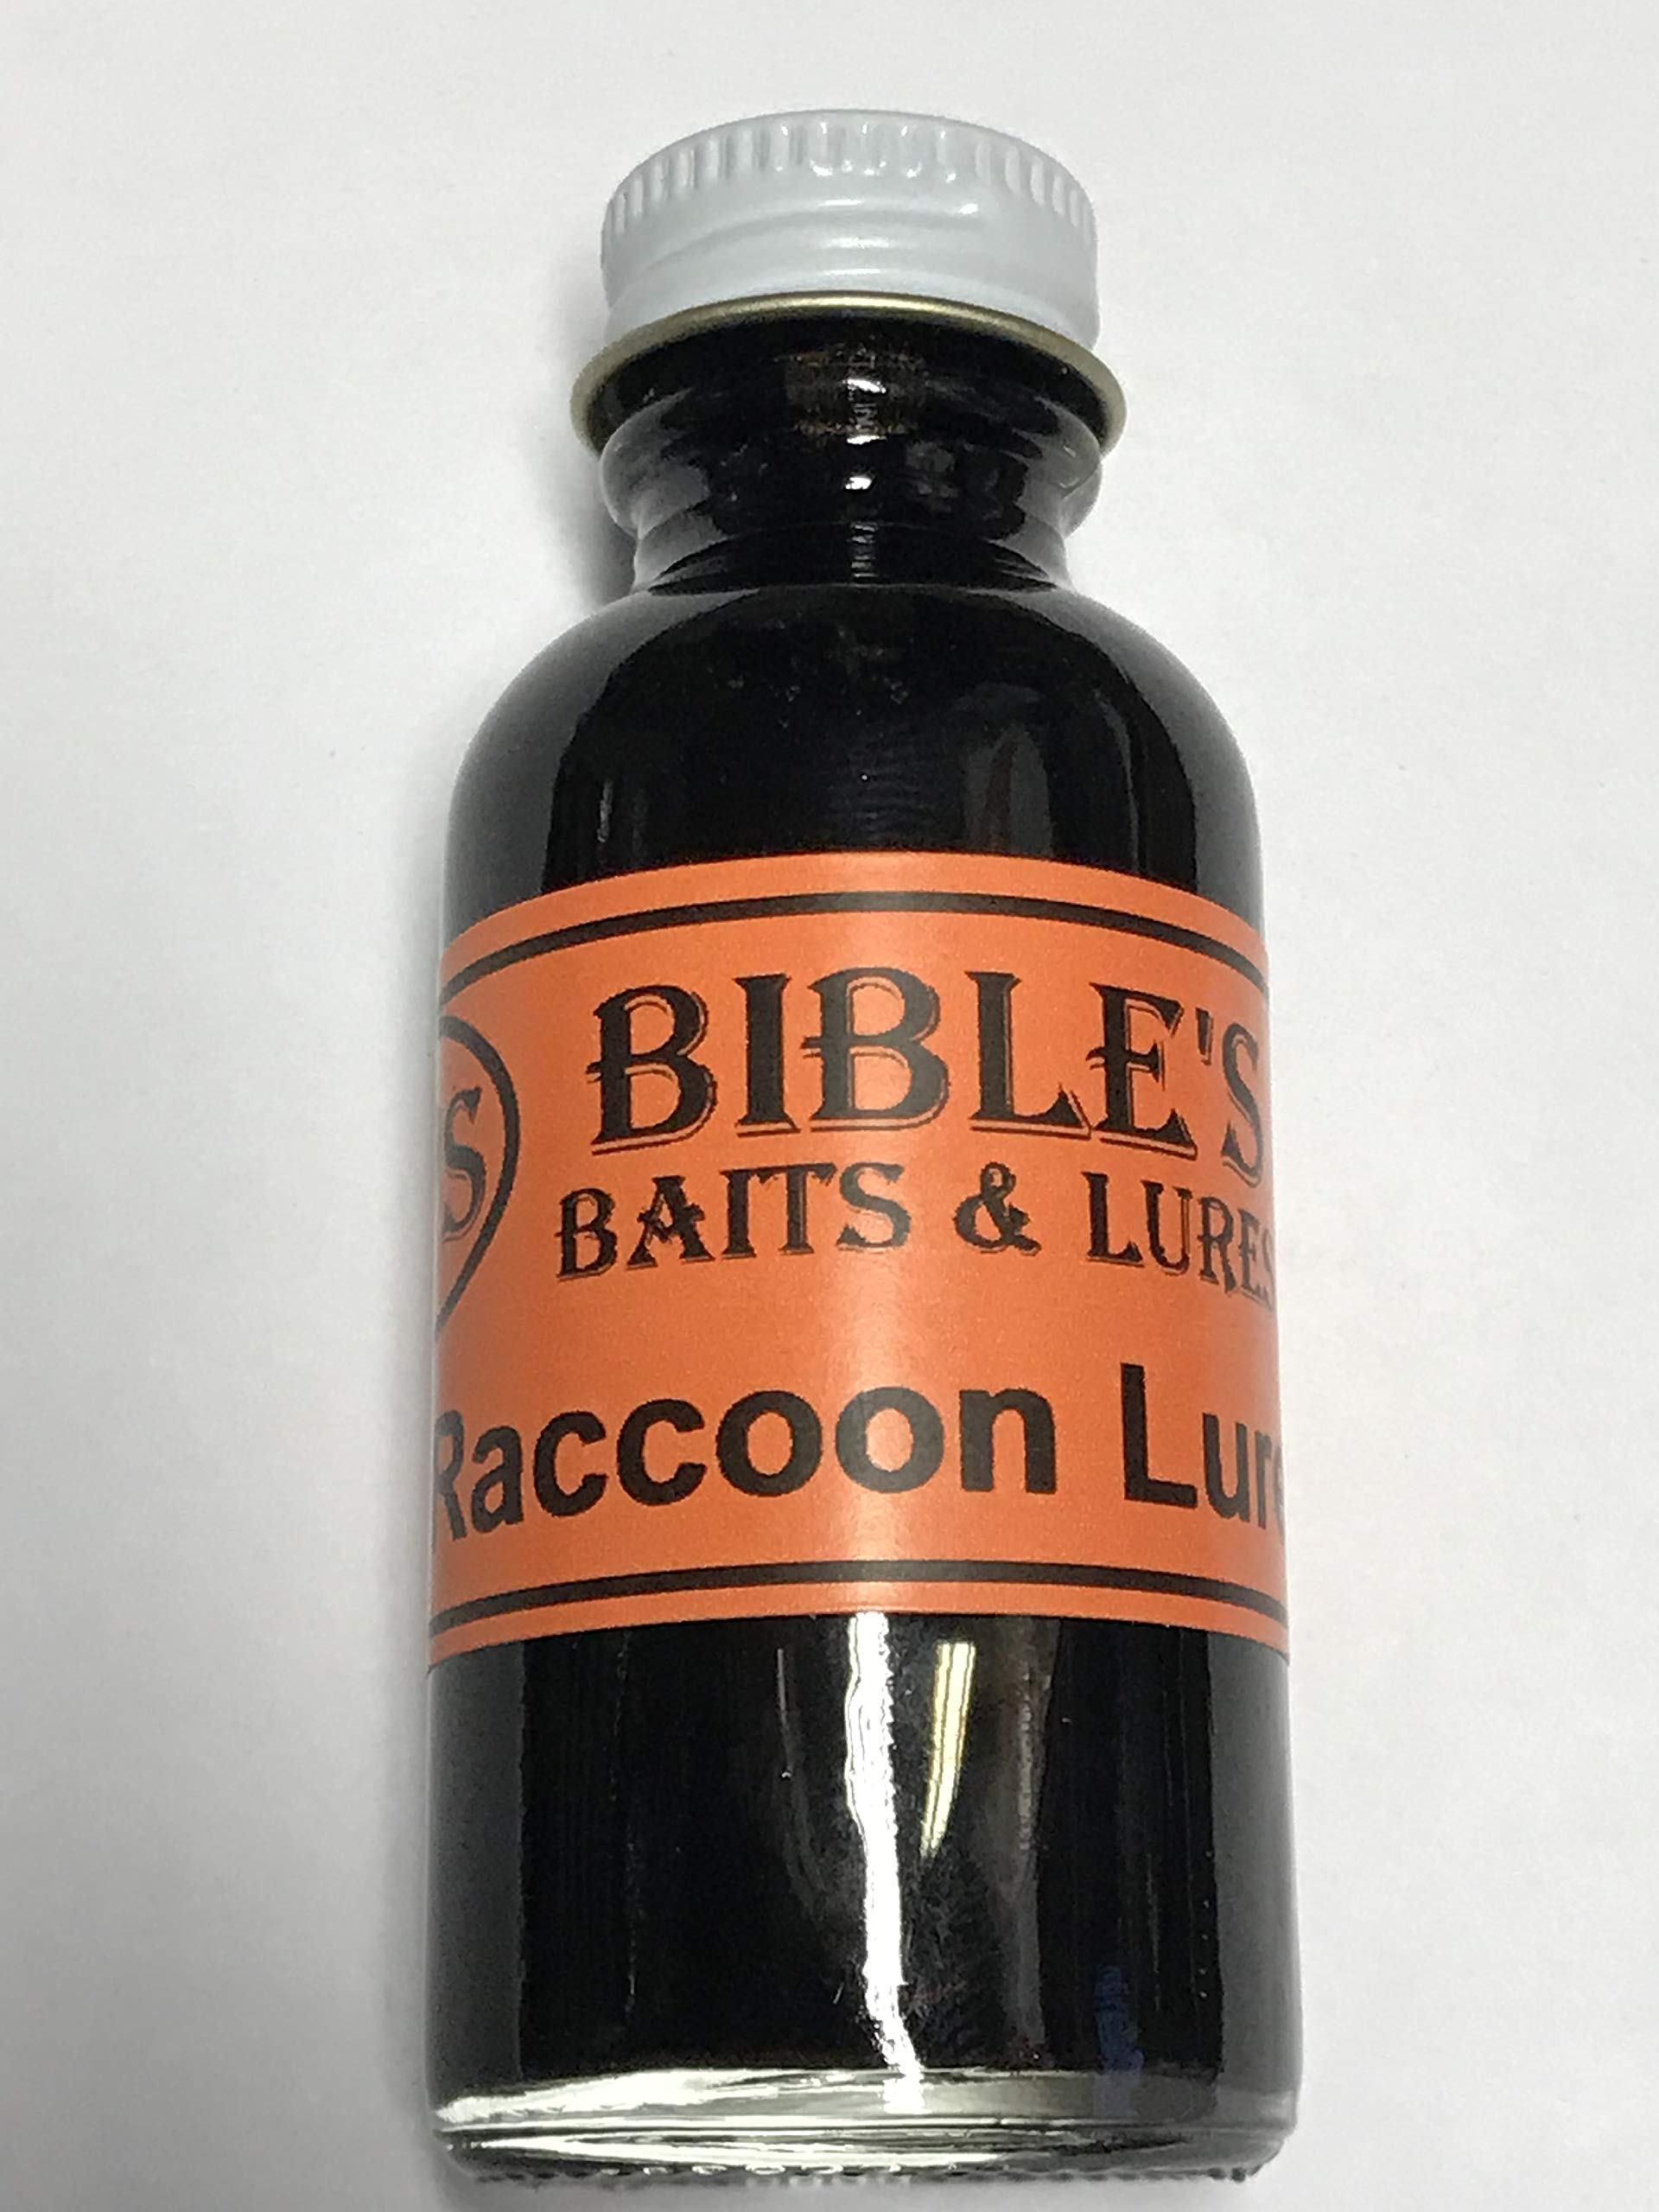 BIBLE'S
BAITS & LURES
S
Raccoon Lure